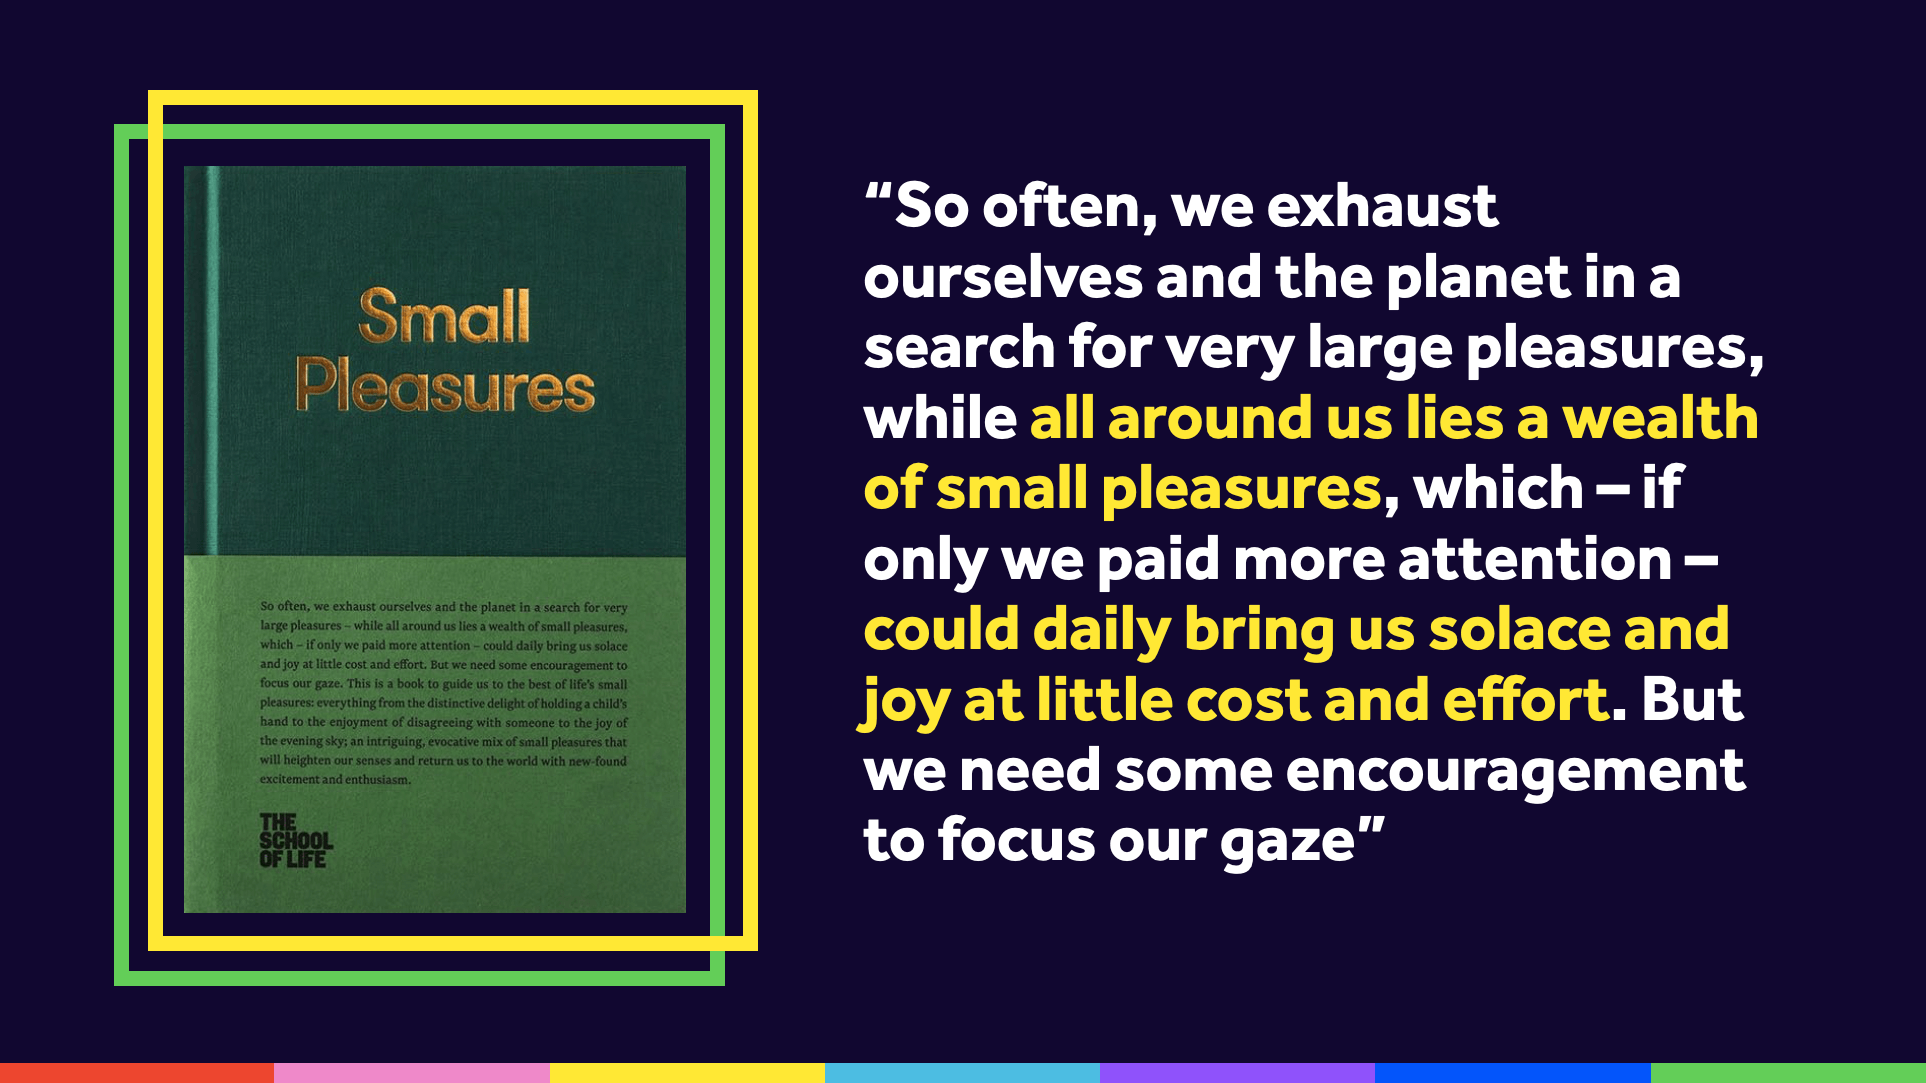 Small
Pleasures
So often, we exhaust ourselves and the planet in a search for very
large pleasures – while all around us lies a wealth of small pleasures,
which – if only we paid more attention – could daily bring us solace
and joy at little cost and effort. But we need some encouragement to
focus our gaze. This is a book to guide us to the best of life’s small
pleasures: everything from the distinctive delight of holding a child’s
hand to the enjoyment of disagreeing with someone to the joy of
the evening sky; an intriguing, evocative mix of small pleasures that
will heighten our senses and return us to the world with new-found
excitement and enthusiasm.
THE
SCHOOL
OF LIFE
“So often, we exhaust
ourselves and the planet in a
search for very large pleasures,
while all around us lies a wealth
of small pleasures, which – if
only we paid more attention –
could daily bring us solace and
joy at little cost and effort. But
we need some encouragement
to focus our gaze”